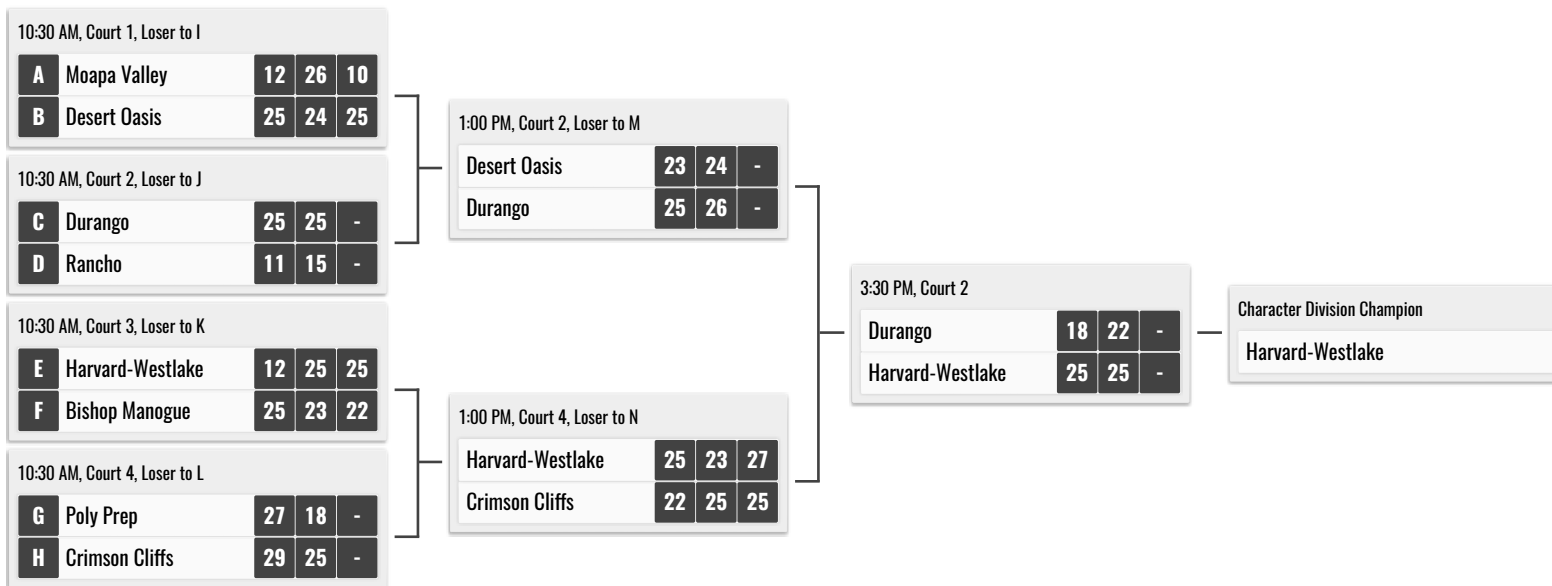 10:30 AM, Court 1, Loser to I
A Moapa Valley 12 26 10
B Desert Oasis 25 24 25
10:30 AM, Court 2, Loser to J
C Durango 25 25 -
D Rancho 11 15 -
10:30 AM, Court 3, Loser to K
E Harvard-Westlake 12 25 25
F Bishop Manogue 25 23 22
10:30 AM, Court 4, Loser to L
G Poly Prep 27 18 -
H Crimson Cliffs 29 25 -
1:00 PM, Court 2, Loser to M
Desert Oasis 23 24 -
Durango 25 26 -
1:00 PM, Court 4, Loser to N
Harvard-Westlake 25 23 27
Crimson Cliffs 22 25 25
3:30 PM, Court 2
Durango 18 22 -
Harvard-Westlake 25 25 -
Character Division Champion
Harvard-Westlake